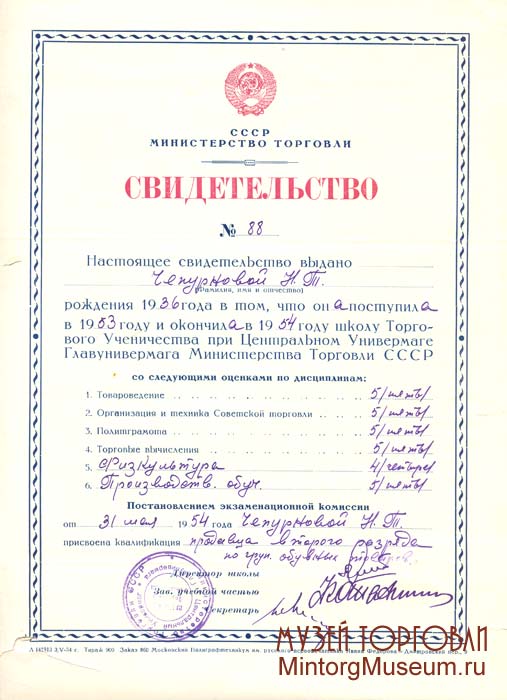 СССР
МИНИСТЕРСТВО ТОРГОВЛИ
СВИДЕТЕЛЬСТВО
№ 88
Настоящее свидетельство выдано
Чепурновой Н. Т.
(фамилия, имя и отчество)
рождения 1936 года в том, что она поступила
в 1953 году и окончила в 1954 году школу Торго-
вого Ученичества при Центральном Универмаге
Главунивермага Министерства Торговли СССР
со следующими оценками по дисциплинам:
1. Товароведение 5/пять/
2. Организация и техника Советской торговли 5/пять/
3. Политграмота 5/пять/
4. Торговые вычисления 5/пять/
5. Физкультура 4/четыре/
6. Производств. обуч. 5/пять/
Постановлением экзаменационной комиссии
от 31 мая 1954 года Чепурновой Н. Т.
присвоена квалификация продавца второго разряда
по груп. обувных товаров.
Директор школы
Зав. учебной частью
Секретарь
МУЗЕЙ ТОРГОВЛИ
MintorgMuseum.ru